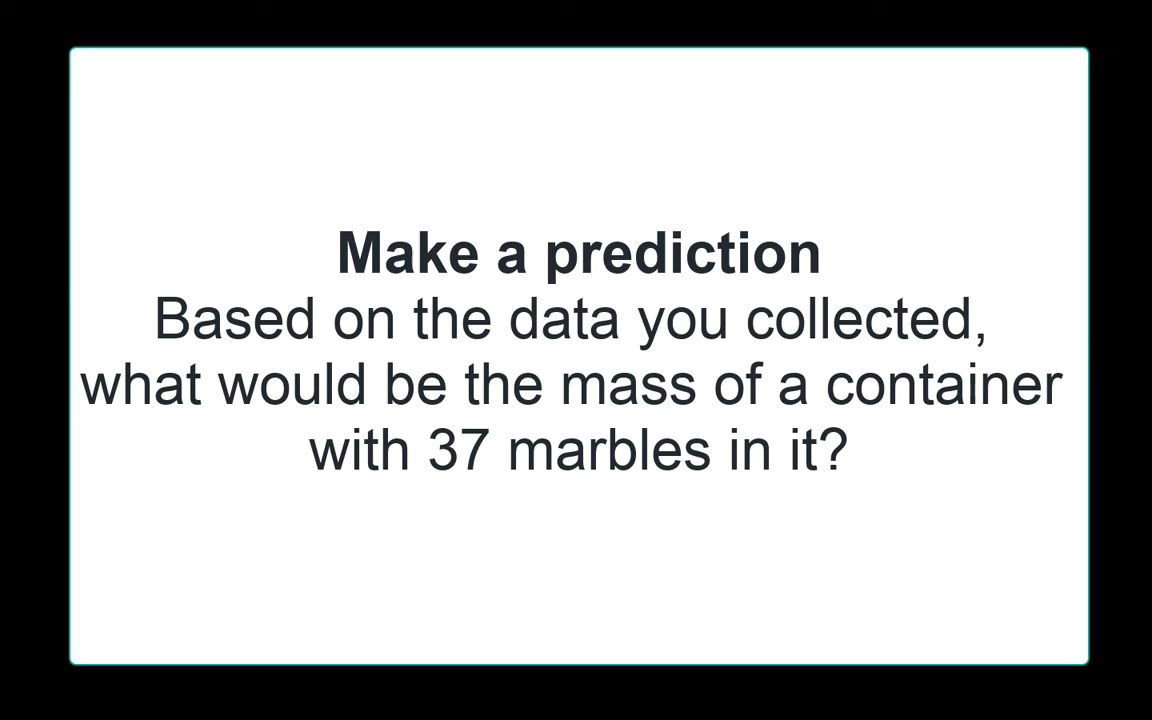 Make a prediction
Based on the data you collected,
what would be the mass of a container
with 37 marbles in it?